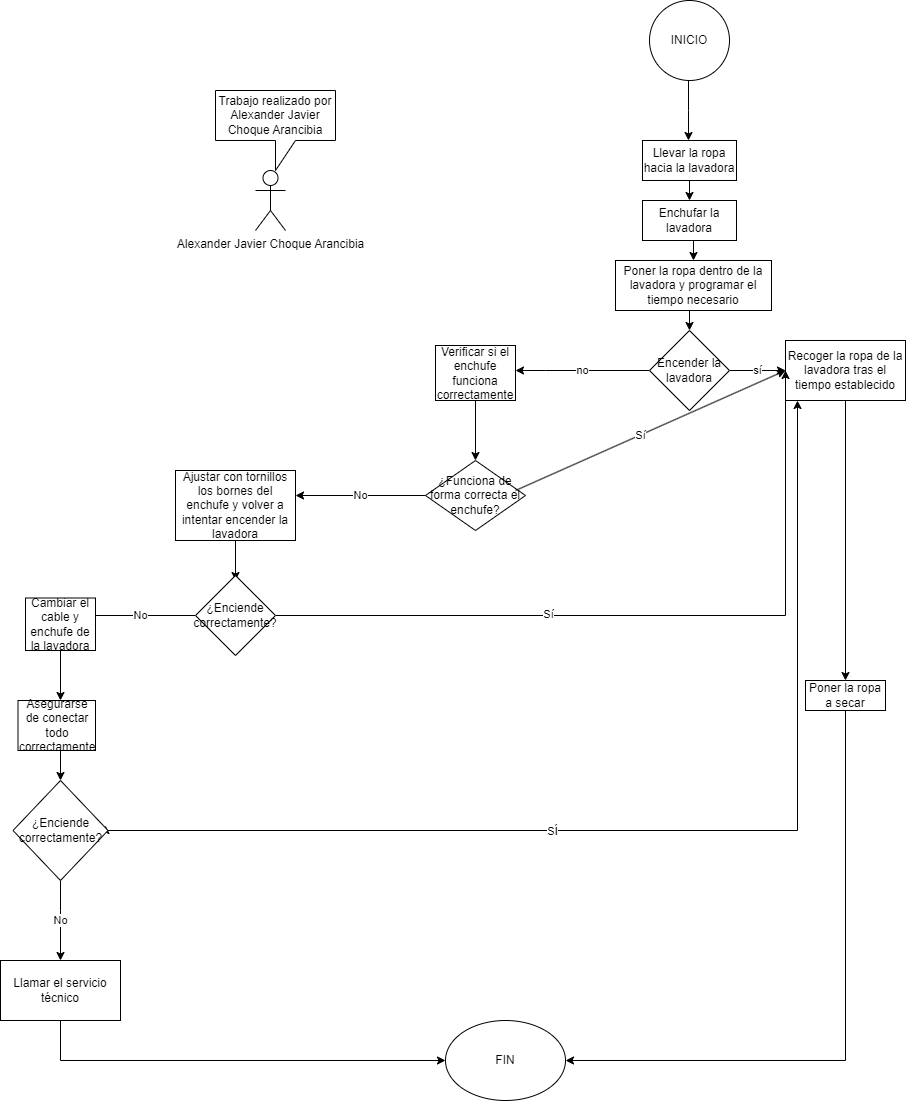 INICIO
Trabajo realizado por
Alexander Javier
Choque Arancibia
Alexander Javier Choque Arancibia
Llevar la ropa
hacia la lavadora
Enchufar la
lavadora
Poner la ropa dentro de la
lavadora y programar el
tiempo necesario
Encender la
lavadora
no
sí
Verificar si el
enchufe
funciona
correctamente
Recoger la ropa de la
lavadora tras el
tiempo establecido
Sí
¿Funciona de
forma correcta el
enchufe?
No
Ajustar con tornillos
los bornes del
enchufe y volver a
intentar encender la
lavadora
¿Enciende
correctamente?
No
Sí
Cambiar el
cable y
enchufe de
la lavadora
Asegurarse
de conectar
todo
correctamente
Poner la ropa
a secar
¿Enciende
correctamente?
SÍ
No
Llamar el servicio
técnico
FIN